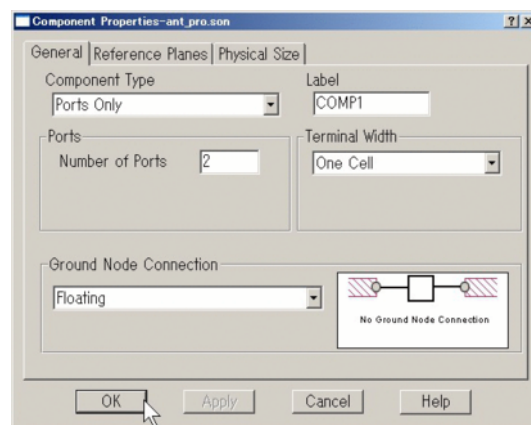 Component Properties-ant_pro.son
General Reference Planes Physical Size
Component Type Label
Ports Only COMP1
Ports Terminal Width
Number of Ports 2 One Cell
Ground Node Connection
Floating
No Ground Node Connection
OK Apply Cancel Help